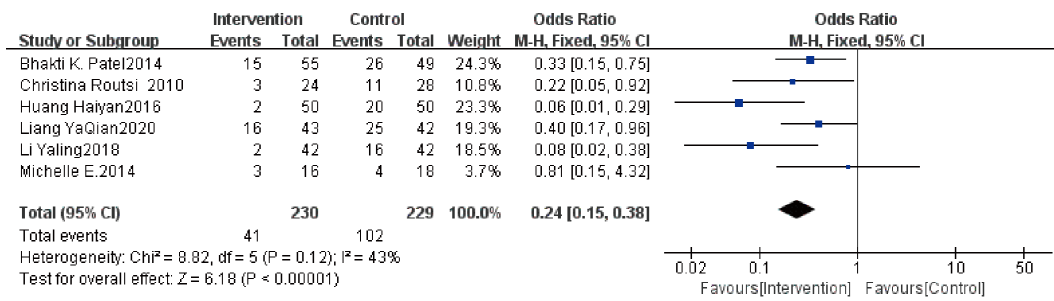 Intervention Control Odds Ratio Odds Ratio
Study or Subgroup Events Total Events Total Weight M-H, Fixed, 95% CI M-H, Fixed, 95% CI
Bhakti K. Patel2014 15 55 26 49 24.3% 0.33 [0.15, 0.75]
Christina Routsi 2010 3 24 11 28 10.8% 0.22 [0.05, 0.92]
Huang Haiyan2016 2 50 20 50 23.3% 0.06 [0.01, 0.29]
Liang YaQian2020 16 43 25 42 19.3% 0.40 [0.17, 0.96]
Li Yaling2018 2 42 16 42 18.5% 0.08 [0.02, 0.38]
Michelle E.2014 3 16 4 18 3.7% 0.81 [0.15, 4.32]
Total (95% CI) 230 229 100.0% 0.24 [0.15, 0.38]
Total events 41 102
Heterogeneity: Chi² = 8.82, df = 5 (P = 0.12); I² = 43%
Test for overall effect: Z = 6.18 (P < 0.00001)
0.02 0.1 1 10 50
Favours[Intervention] Favours[Control]